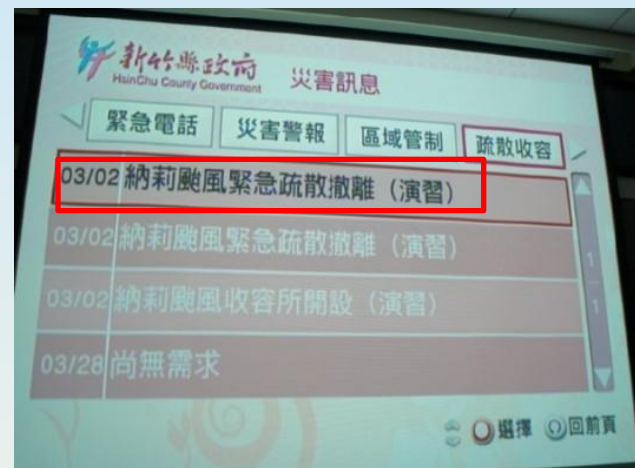 新竹縣政府 災害訊息
HsinChu County Government
緊急電話 災害警報 區域管制 疏散收容
03/02 納莉颱風緊急疏散撤離（演習）
03/02 納莉颱風緊急疏散撤離（演習）
03/02 納莉颱風收容所開設（演習）
03/28 尚無需求
1
1
選擇 回前頁